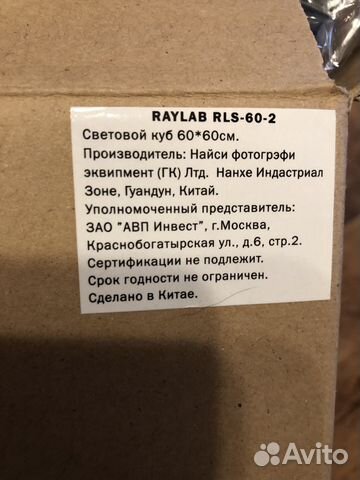 RAYLAB RLS-60-2
Световой куб 60*60см.
Производитель: Найси фотогрэфи
эквипмент (ГК) Лтд. Нанхе Индастриал
Зоне, Гуандун, Китай.
Уполномоченный представитель:
ЗАО "АВП Инвест", г.Москва,
Краснобогатырская ул., д.6, стр.2.
Сертификации не подлежит.
Срок годности не ограничен.
Сделано в Китае.
Avito